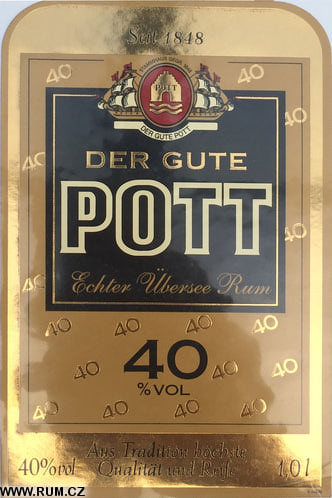 Seit 1848
POTT
DER GUTE POTT
DER GUTE
POTT
Echter Übersee Rum
40
% VOL
40% vol
Aus Tradition höchste
Qualität und Reife
1,0 l
www.RUM.CZ